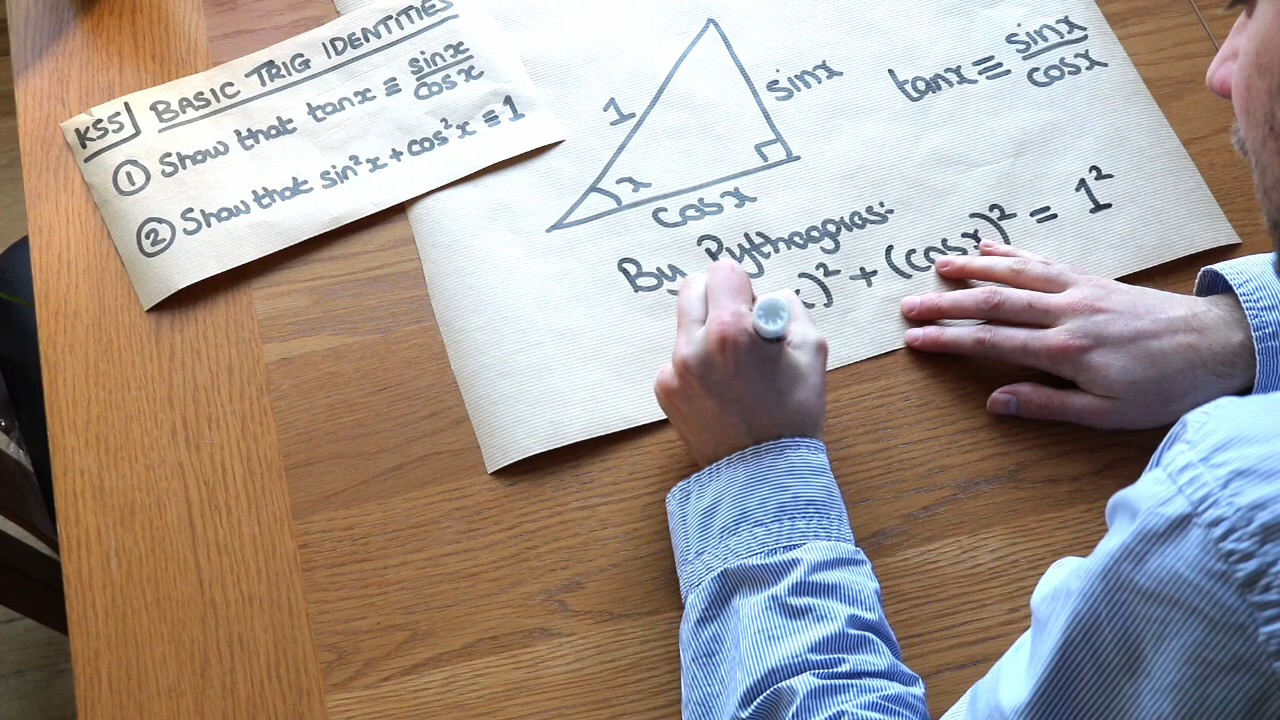 KS5 BASIC TRIG IDENTITIES
① Show that tanx ≡ sinx/cosx
② Show that sin²x + cos²x ≡ 1
1
sinx
x
cosx
tanx ≡ sinx/cosx
By Pythagoras:
)² + (cosx)² = 1²